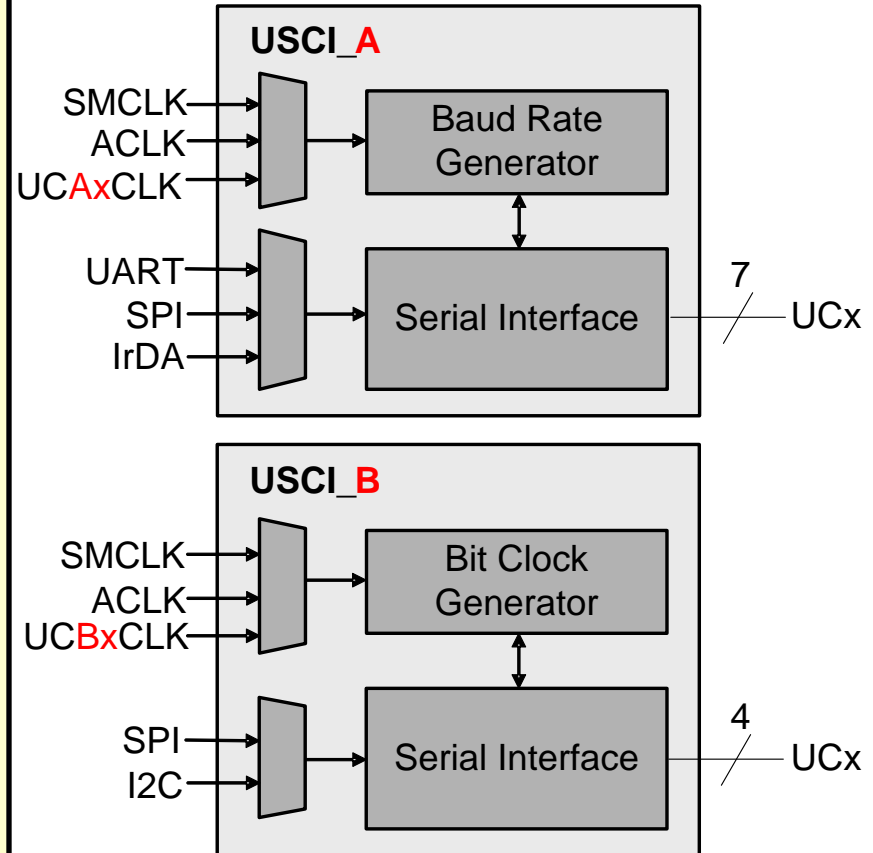 USCI_A
SMCLK
ACLK
UCAxCLK
Baud Rate
Generator
UART
SPI
IrDA
Serial Interface
7
UCx
USCI_B
SMCLK
ACLK
UCBxCLK
Bit Clock
Generator
SPI
I2C
Serial Interface
4
UCx